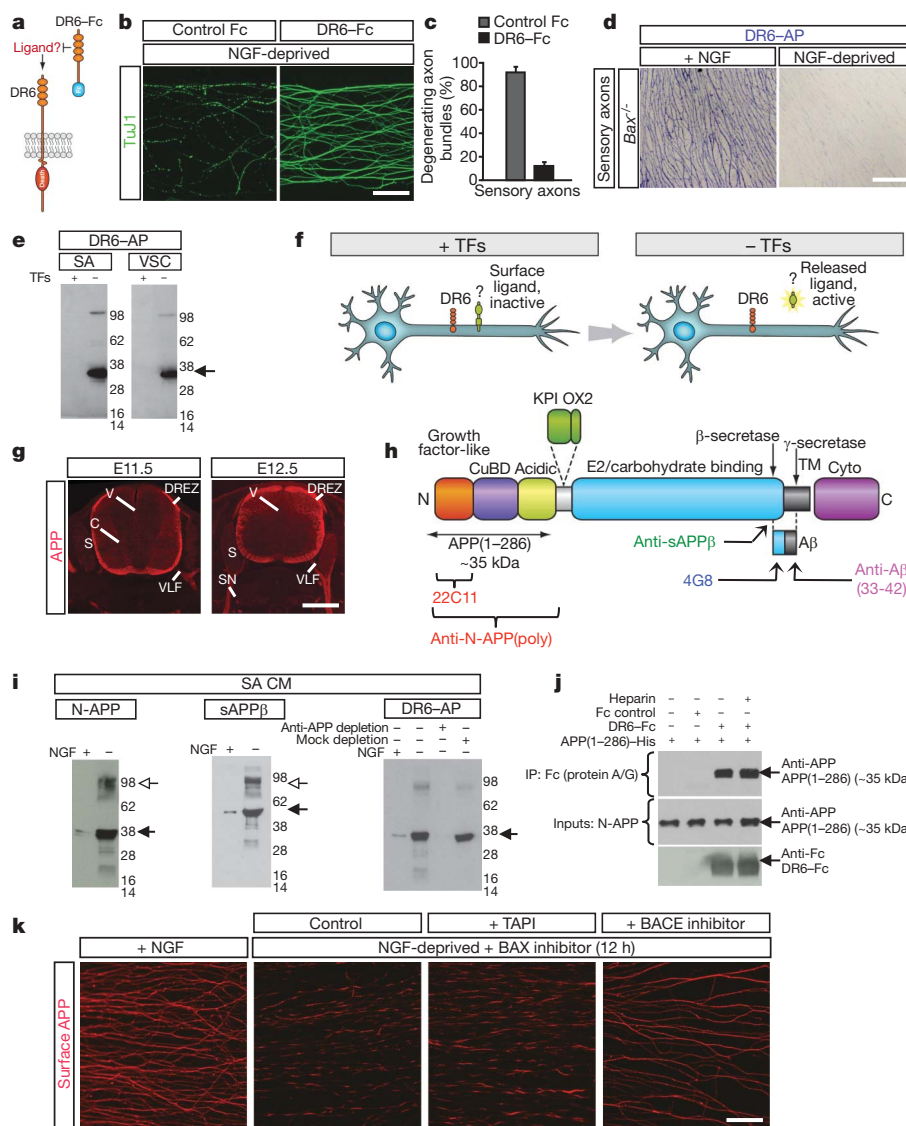 a
DR6–Fc
Ligand?
Fc
DR6
Death
b
Control Fc
DR6–Fc
NGF-deprived
TuJ1
c
Control Fc
DR6–Fc
Degenerating axon
bundles (%)
100
80
60
40
20
0
Sensory axons
d
DR6–AP
+ NGF
NGF-deprived
Sensory axons
Bax-/-
e
DR6–AP
SA
VSC
TFs
+ – + –
98
62
38
28
16
14
98
62
38
28
16
14
f
+ TFs
– TFs
DR6
?
Surface
ligand,
inactive
DR6
?
Released
ligand,
active
g
E11.5
E12.5
APP
V
DREZ
C
S
VLF
V
DREZ
S
SN
VLF
h
KPI OX2
Growth
factor-like
CuBD Acidic
E2/carbohydrate binding
β-secretase
γ-secretase
TM
Cyto
N
C
APP(1–286)
~35 kDa
22C11
Anti-N-APP(poly)
Anti-sAPPβ
Aβ
4G8
Anti-Aβ
(33-42)
i
SA CM
N-APP
sAPPβ
DR6–AP
Anti-APP depletion – – + –
Mock depletion – – – +
NGF + –
NGF + –
NGF + – – –
98
62
38
28
16
14
98
62
38
28
16
14
98
62
38
28
16
14
j
Heparin – – – +
Fc control – + – –
DR6–Fc – – + +
APP(1–286)–His + + + +
IP: Fc (protein A/G)
Anti-APP
APP(1–286) (~35 kDa)
Inputs: N-APP
Anti-APP
APP(1–286) (~35 kDa)
Anti-Fc
DR6–Fc
k
Control
+ TAPI
+ BACE inhibitor
+ NGF
NGF-deprived + BAX inhibitor (12 h)
Surface APP